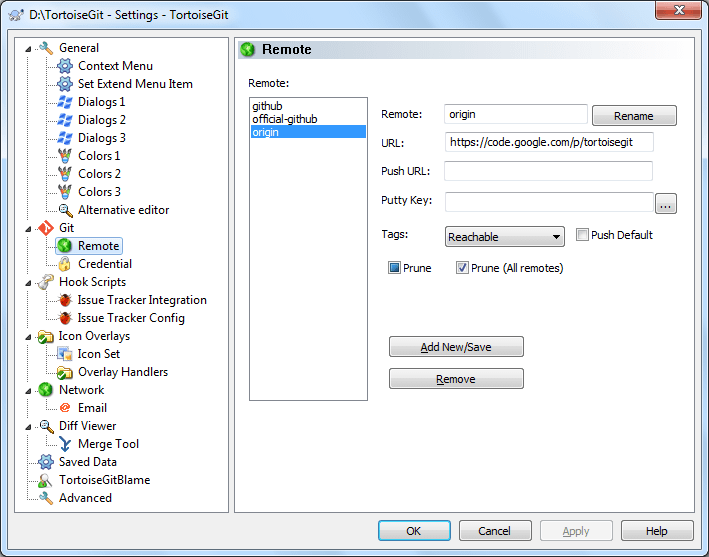 D:\TortoiseGit - Settings - TortoiseGit
General
Context Menu
Set Extend Menu Item
Dialogs 1
Dialogs 2
Dialogs 3
Colors 1
Colors 2
Colors 3
Alternative editor
Git
Remote
Credential
Hook Scripts
Issue Tracker Integration
Issue Tracker Config
Icon Overlays
Icon Set
Overlay Handlers
Network
Email
Diff Viewer
Merge Tool
Saved Data
TortoiseGitBlame
Advanced
Remote
Remote:
github
official-github
origin
Remote: origin Rename
URL: https://code.google.com/p/tortoisegit
Push URL:
Putty Key: ...
Tags: Reachable Push Default
Prune Prune (All remotes)
Add New/Save
Remove
OK Cancel Apply Help